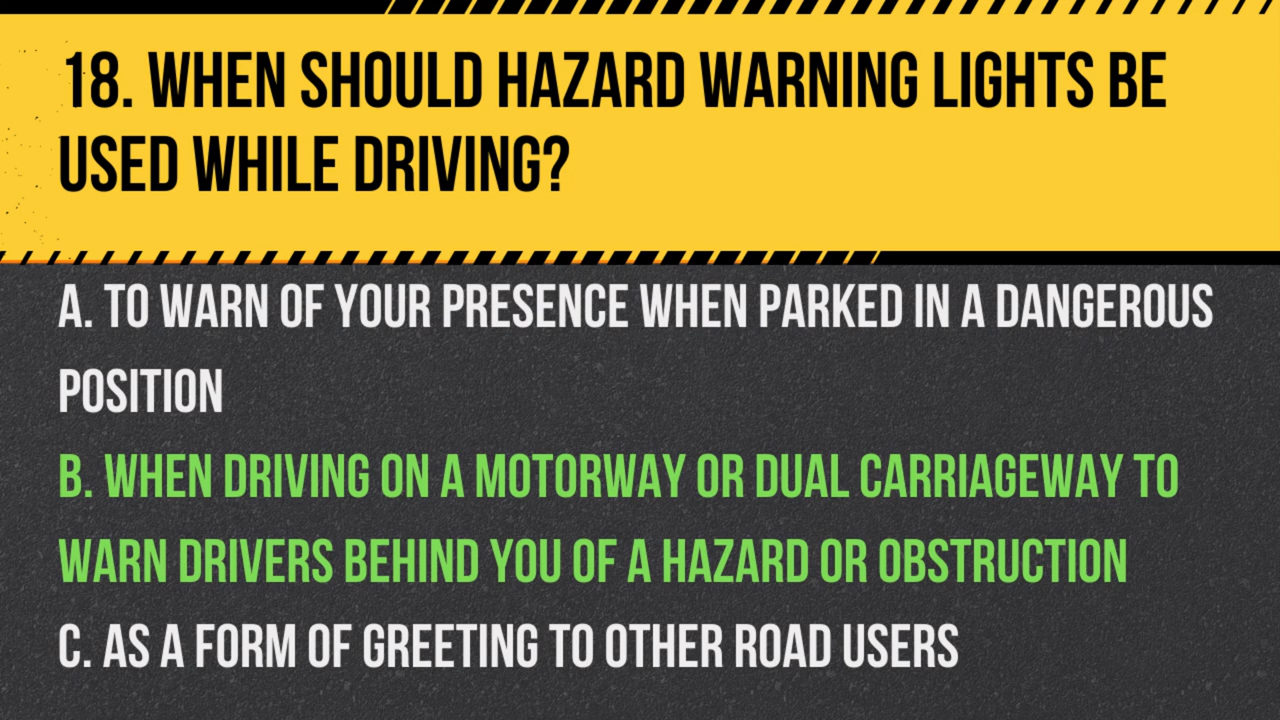 18. WHEN SHOULD HAZARD WARNING LIGHTS BE
USED WHILE DRIVING?
A. TO WARN OF YOUR PRESENCE WHEN PARKED IN A DANGEROUS
POSITION
B. WHEN DRIVING ON A MOTORWAY OR DUAL CARRIAGEWAY TO
WARN DRIVERS BEHIND YOU OF A HAZARD OR OBSTRUCTION
C. AS A FORM OF GREETING TO OTHER ROAD USERS